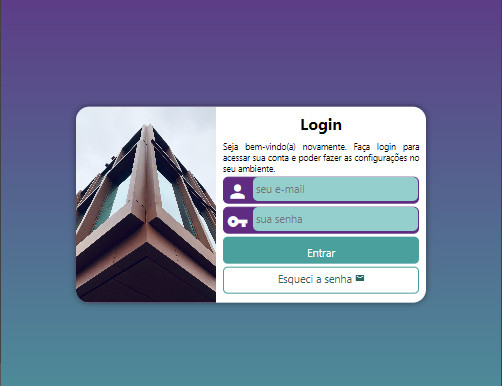 Login
Seja bem-vindo(a) novamente. Faça login para
acessar sua conta e poder fazer as configurações no
seu ambiente.
seu e-mail
sua senha
Entrar
Esqueci a senha